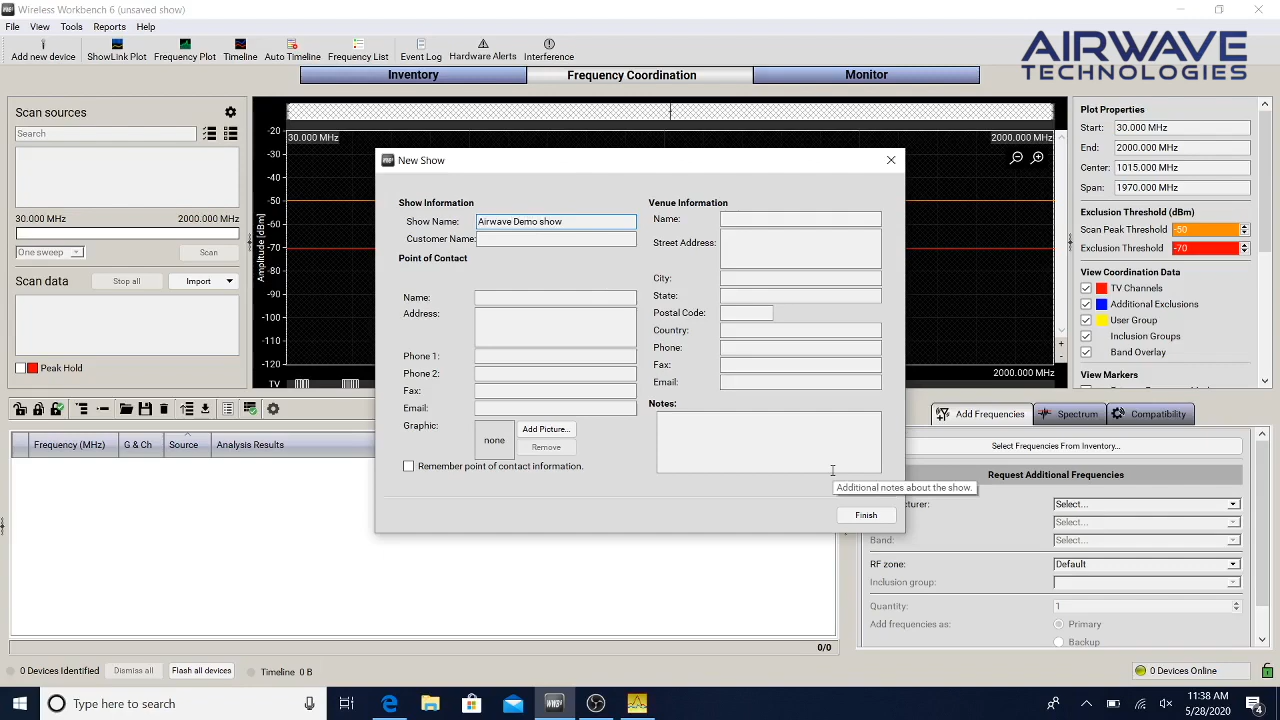 Wireless Workbench 6 (unsaved show)
File View Tools Reports Help
Add new device ShowLink Plot Frequency Plot Timeline Auto Timeline Frequency List Event Log Hardware Alerts Interference
AIRWAVE
TECHNOLOGIES
Inventory Frequency Coordination Monitor
Scan sources
Search
30.000 MHz 2000.000 MHz
One sweep Scan
Scan data Stop all Import
Peak Hold
Amplitude [dBm]
-20
-30
-40
-50
-60
-70
-80
-90
-100
-110
-120
30.000 MHz 2000.000 MHz
TV 2000.000 MHz
+
-
Plot Properties
Start: 30.000 MHz
End: 2000.000 MHz
Center: 1015.000 MHz
Span: 1970.000 MHz
Exclusion Threshold (dBm)
Scan Peak Threshold -50
Exclusion Threshold -70
View Coordination Data
TV Channels
Additional Exclusions
User Group
Inclusion Groups
Band Overlay
View Markers
WWB6 New Show
Show Information
Show Name: Airwave Demo show
Customer Name:
Point of Contact
Name:
Address:
Phone 1:
Phone 2:
Fax:
Email:
Graphic: none Add Picture...
Remove
Remember point of contact information.
Venue Information
Name:
Street Address:
City:
State:
Postal Code:
Country:
Phone:
Fax:
Email:
Notes:
Additional notes about the show.
Finish
Frequency (MHz) G & Ch Source Analysis Results
0/0
Add Frequencies Spectrum Compatibility
Select Frequencies From Inventory...
Request Additional Frequencies
cturer: Select...
Select...
Band: Select...
RF zone: Default
Inclusion group:
Quantity: 1
Add frequencies as: Primary
Backup
0 Devices Identified Dismiss all Flash all devices Timeline 0 B 0 Devices Online
Type here to search
WWB6
11:38 AM
5/28/2020
4